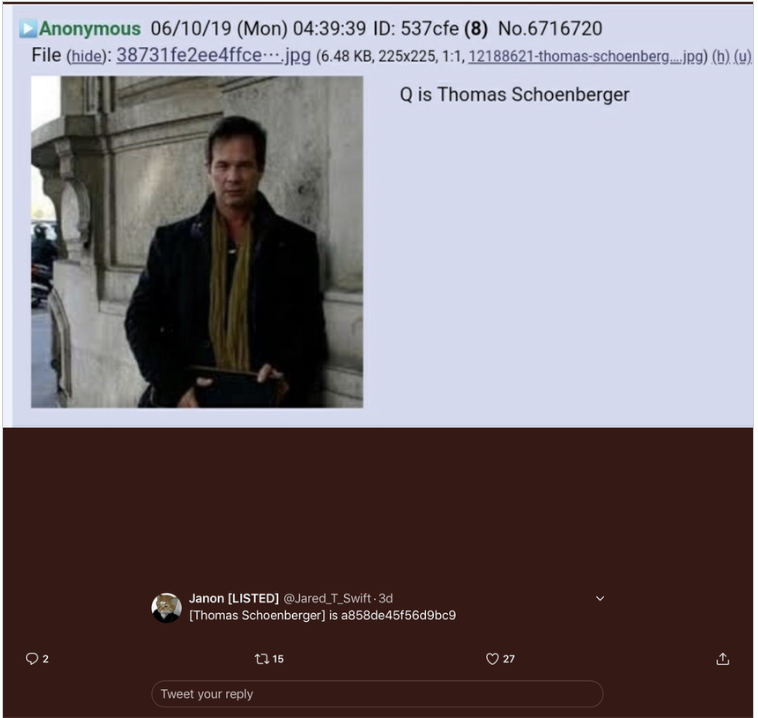 Anonymous 06/10/19 (Mon) 04:39:39 ID: 537cfe (8) No.6716720
File (hide): 38731fe2ee4ffce···.jpg (6.48 KB, 225x225, 1:1, 12188621-thomas-schoenberg....jpg) (h) (u)
Q is Thomas Schoenberger
Janon [LISTED] @Jared_T_Swift · 3d
[Thomas Schoenberger] is a858de45f56d9bc9
2 15 27
Tweet your reply